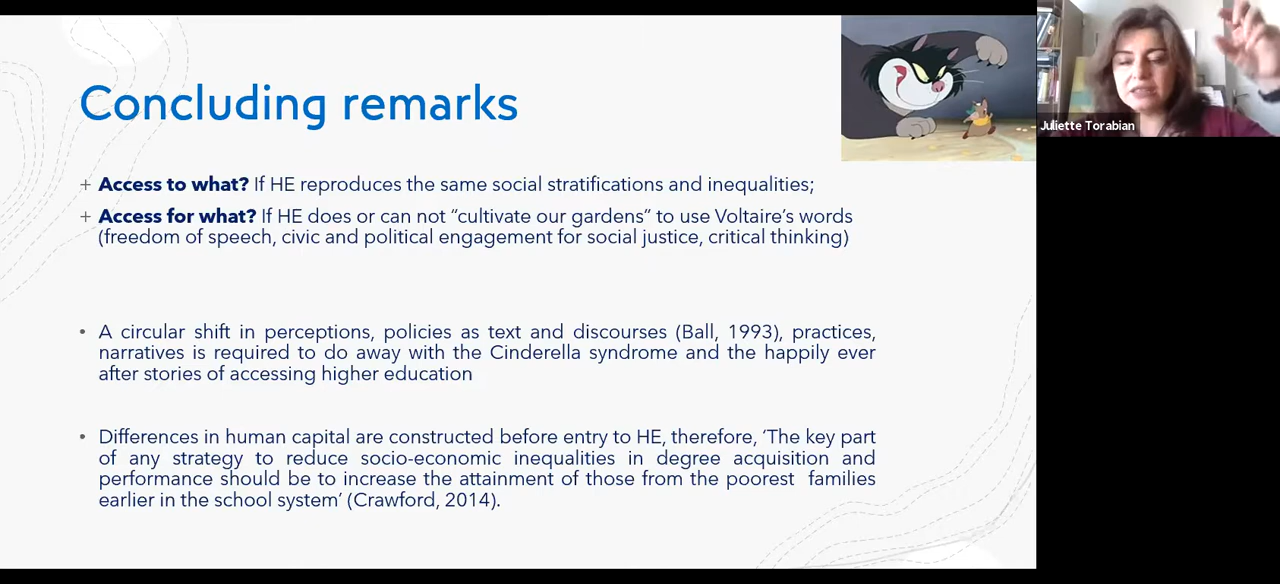 Concluding remarks
Juliette Torabian
+ Access to what? If HE reproduces the same social stratifications and inequalities;
+ Access for what? If HE does or can not “cultivate our gardens” to use Voltaire’s words
(freedom of speech, civic and political engagement for social justice, critical thinking)
• A circular shift in perceptions, policies as text and discourses (Ball, 1993), practices,
narratives is required to do away with the Cinderella syndrome and the happily ever
after stories of accessing higher education
• Differences in human capital are constructed before entry to HE, therefore, ‘The key part
of any strategy to reduce socio-economic inequalities in degree acquisition and
performance should be to increase the attainment of those from the poorest families
earlier in the school system’ (Crawford, 2014).